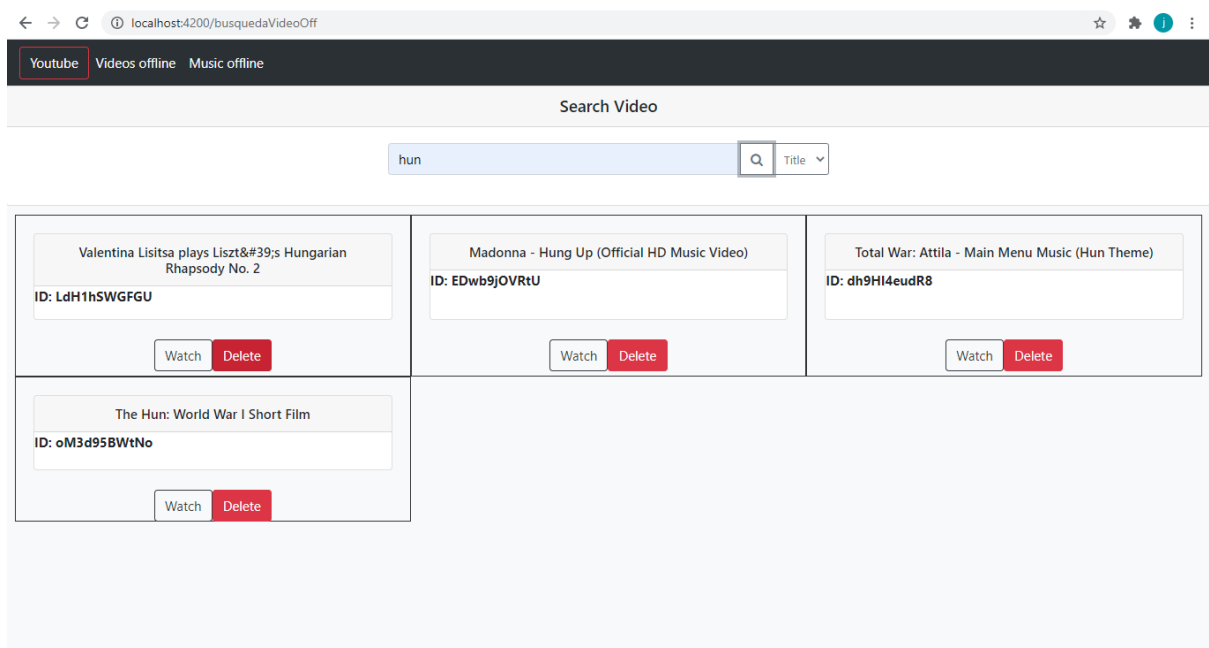 localhost:4200/busquedaVideoOff
j
Youtube Videos offline Music offline
Search Video
hun Title
Valentina Lisitsa plays Liszt&#39;s Hungarian
Rhapsody No. 2
ID: LdH1hSWGFGU
Watch Delete
Madonna - Hung Up (Official HD Music Video)
ID: EDwb9jOVRtU
Watch Delete
Total War: Attila - Main Menu Music (Hun Theme)
ID: dh9HI4eudR8
Watch Delete
The Hun: World War I Short Film
ID: oM3d95BWtNo
Watch Delete